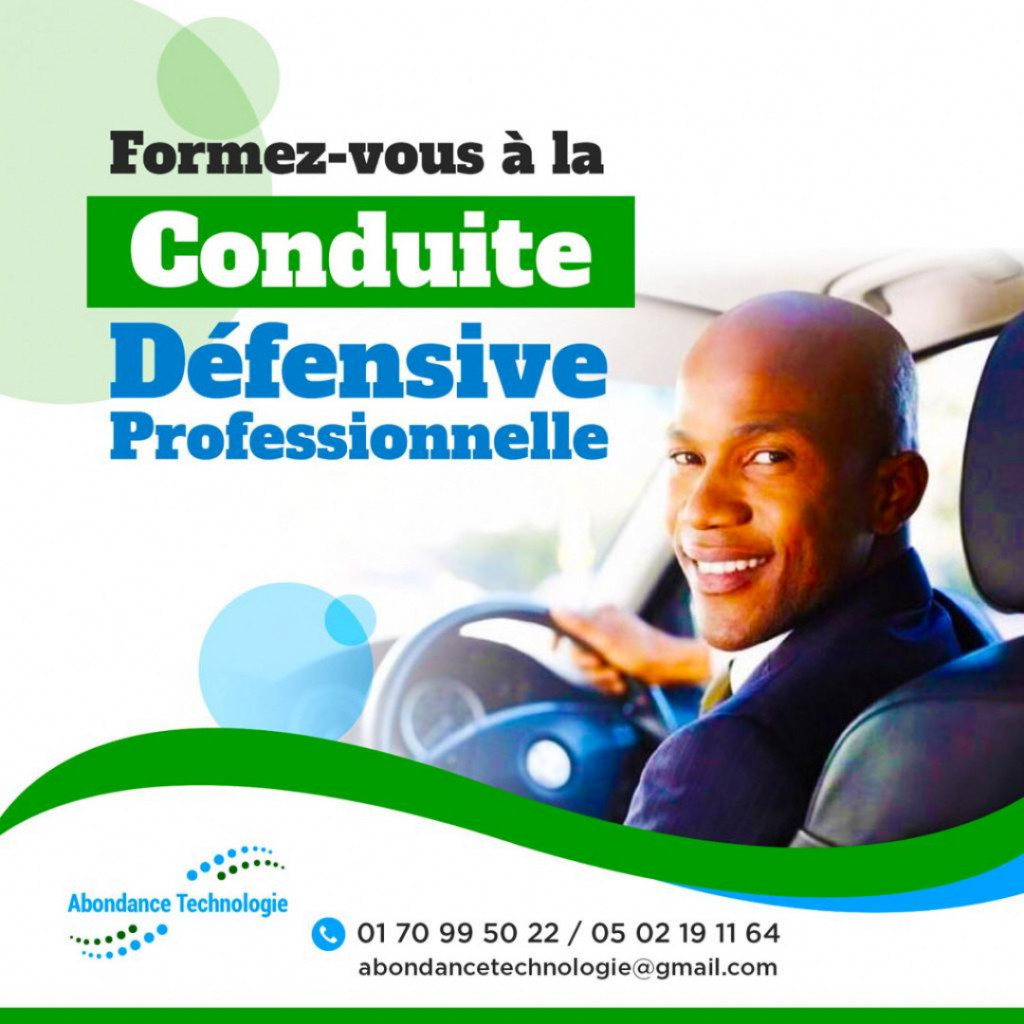 Formez-vous à la
Conduite
Défensive
Professionnelle
Abondance Technologie
01 70 99 50 22 / 05 02 19 11 64
abondancetechnologie@gmail.com